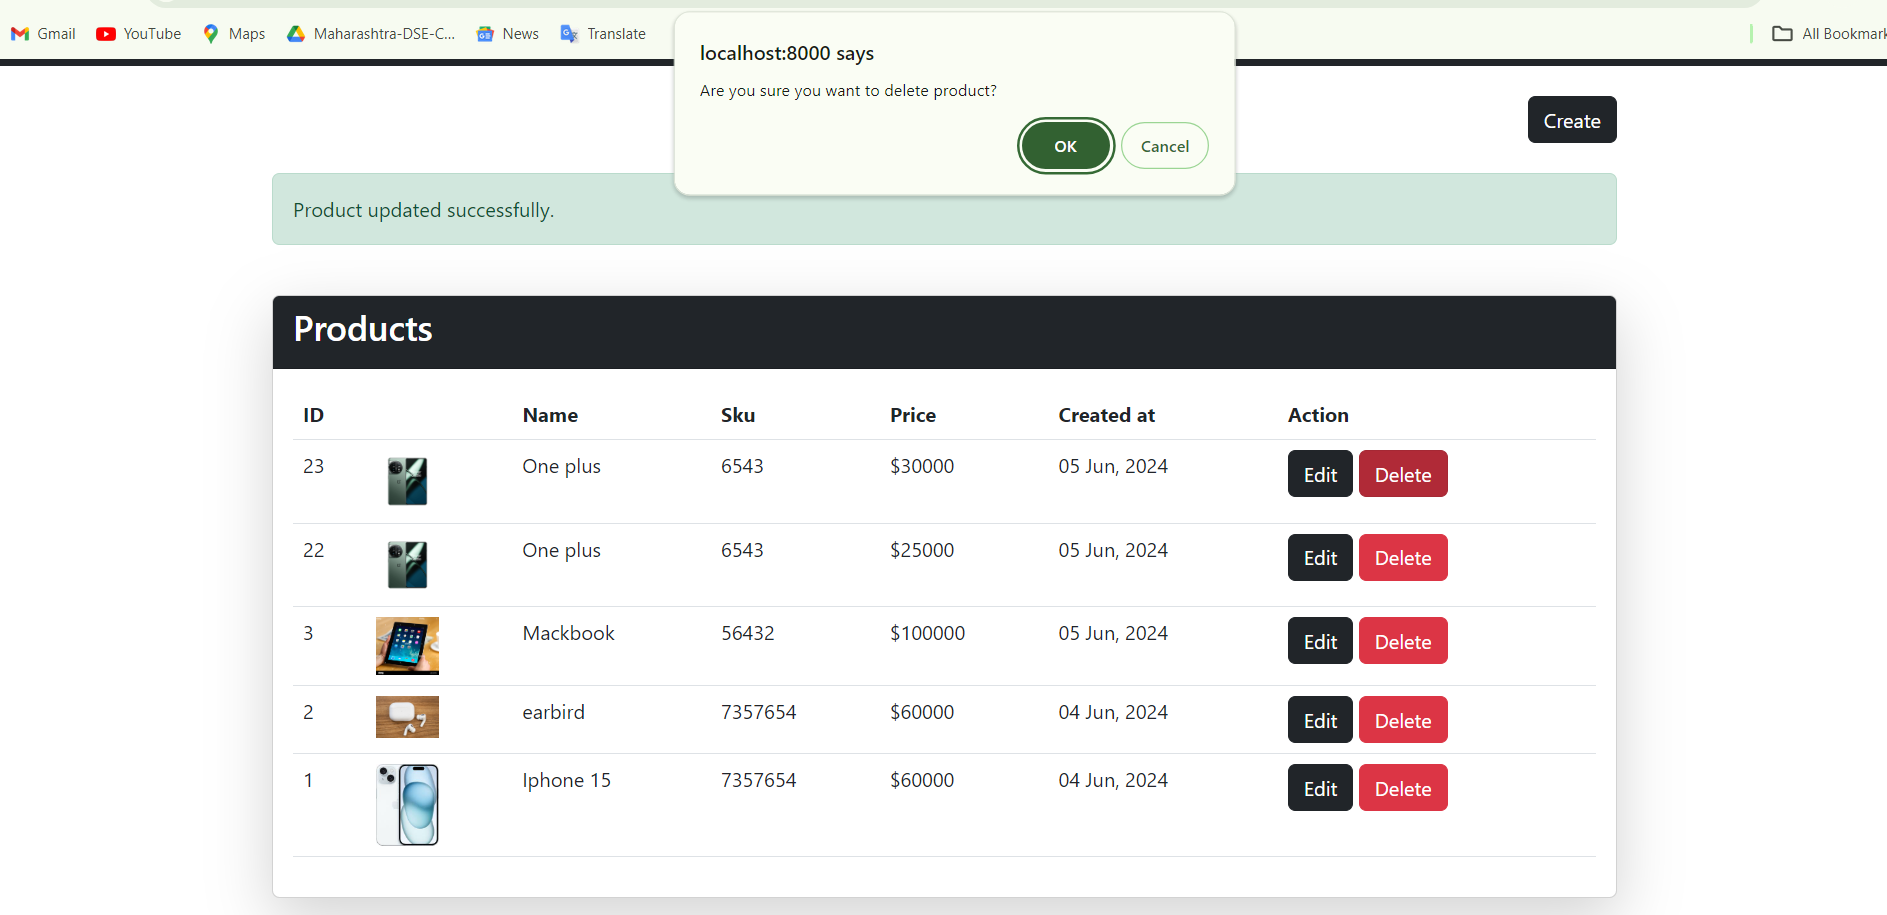 Gmail YouTube Maps Maharashtra-DSE-C... News Translate All Bookmark
localhost:8000 says
Are you sure you want to delete product?
OK Cancel
Create
Product updated successfully.
Products
ID Name Sku Price Created at Action
23 One plus 6543 $30000 05 Jun, 2024 Edit Delete
22 One plus 6543 $25000 05 Jun, 2024 Edit Delete
3 Mackbook 56432 $100000 05 Jun, 2024 Edit Delete
2 earbird 7357654 $60000 04 Jun, 2024 Edit Delete
1 Iphone 15 7357654 $60000 04 Jun, 2024 Edit Delete